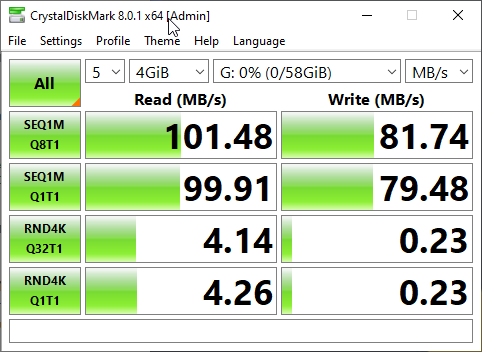 CrystalDiskMark 8.0.1 x64 [Admin]
File Settings Profile Theme Help Language
All 5 4GiB G: 0% (0/58GiB) MB/s
Read (MB/s) Write (MB/s)
SEQ1M
Q8T1 101.48 81.74
SEQ1M
Q1T1 99.91 79.48
RND4K
Q32T1 4.14 0.23
RND4K
Q1T1 4.26 0.23